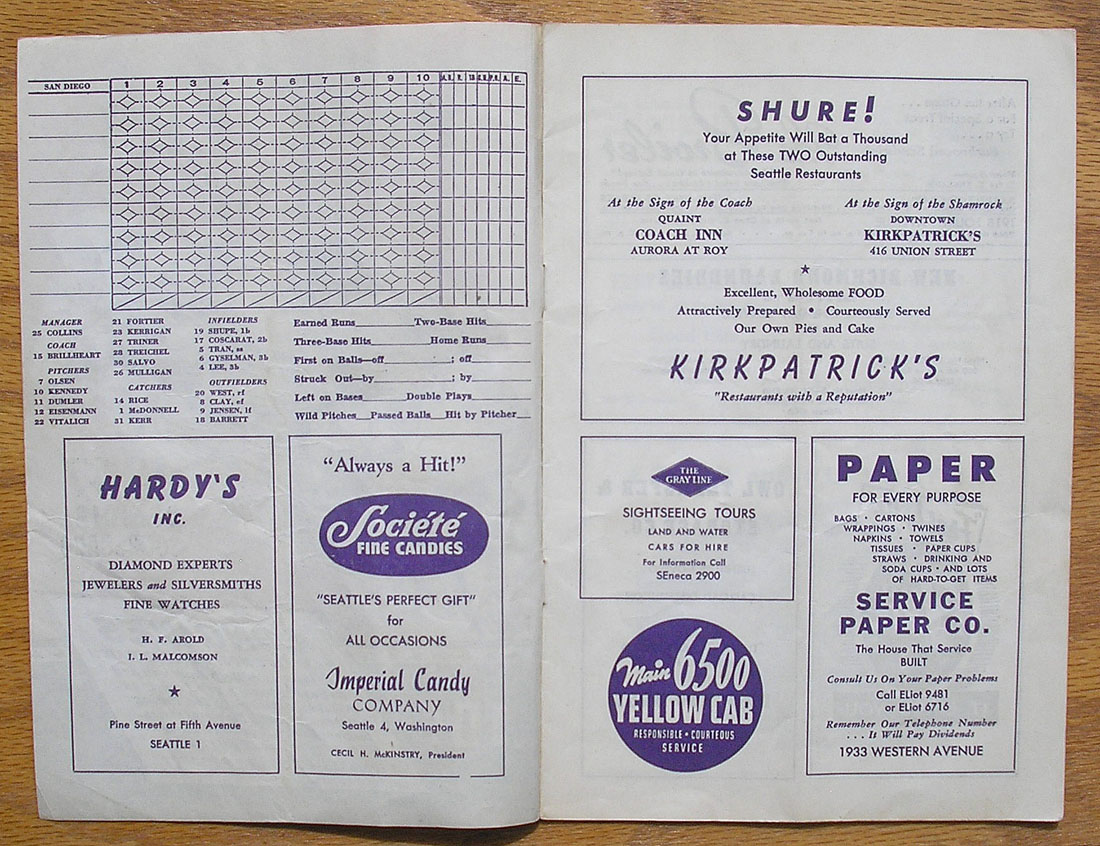 SAN DIEGO 1 2 3 4 5 6 7 8 9 10 A.B. R. 1B S.H. P.O. A. E.
MANAGER
25 COLLINS
COACH
15 BRILLHEART
PITCHERS
7 OLSEN
10 KENNEDY
11 DUMLER
12 EISENMANN
22 VITALICH
21 FORTIER
23 KERRIGAN
27 TRINER
28 TREICHEL
30 SALVO
26 MULLIGAN
CATCHERS
14 RICE
1 McDONNELL
31 KERR
INFIELDERS
19 SHUPE, 1b
17 COSCARAT, 2b
5 TRAN, ss
6 GYSELMAN, 3b
4 LEE, 3b
OUTFIELDERS
20 WEST, rf
8 CLAY, cf
9 JENSEN, lf
18 BARRETT
Earned Runs Two-Base Hits
Three-Base Hits Home Runs
First on Balls—off ; off
Struck Out—by ; by
Left on Bases Double Plays
Wild Pitches Passed Balls Hit by Pitcher
HARDY'S
INC.
DIAMOND EXPERTS
JEWELERS and SILVERSMITHS
FINE WATCHES
H. F. AROLD
I. L. MALCOMSON
Pine Street at Fifth Avenue
SEATTLE 1
"Always a Hit!"
Société
FINE CANDIES
"SEATTLE'S PERFECT GIFT"
for
ALL OCCASIONS
Imperial Candy
COMPANY
Seattle 4, Washington
CECIL H. McKINSTRY, President
SHURE!
Your Appetite Will Bat a Thousand
at These TWO Outstanding
Seattle Restaurants
At the Sign of the Coach
QUAINT
COACH INN
AURORA AT ROY
At the Sign of the Shamrock
DOWNTOWN
KIRKPATRICK'S
416 UNION STREET
Excellent, Wholesome FOOD
Attractively Prepared • Courteously Served
Our Own Pies and Cake
KIRKPATRICK'S
"Restaurants with a Reputation"
THE
GRAY LINE
SIGHTSEEING TOURS
LAND AND WATER
CARS FOR HIRE
For Information Call
SEneca 2900
Main 6500
YELLOW CAB
RESPONSIBLE • COURTEOUS
SERVICE
PAPER
FOR EVERY PURPOSE
BAGS • CARTONS
WRAPPINGS • TWINES
NAPKINS • TOWELS
TISSUES • PAPER CUPS
STRAWS • DRINKING AND
SODA CUPS • AND LOTS
OF HARD-TO-GET ITEMS
SERVICE
PAPER CO.
The House That Service
BUILT
Consult Us On Your Paper Problems
Call ELiot 9481
or ELiot 6716
Remember Our Telephone Number
. . . It Will Pay Dividends
1933 WESTERN AVENUE